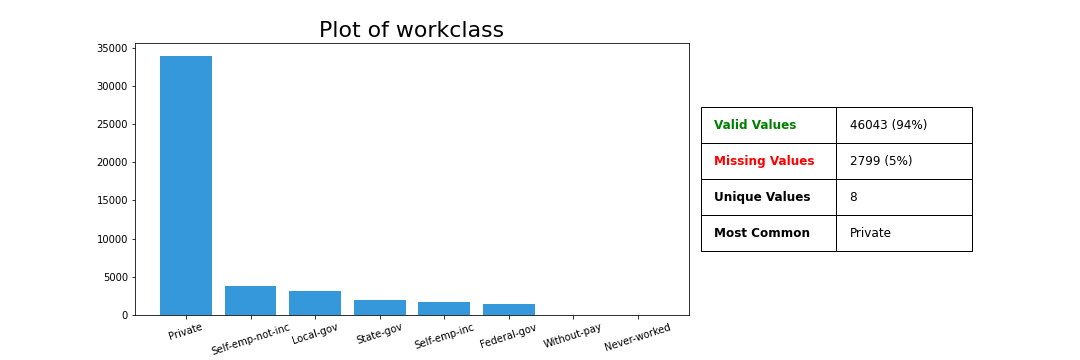 Plot of workclass
35000
30000
25000
20000
15000
10000
5000
0
Private
Self-emp-not-inc
Local-gov
State-gov
Self-emp-inc
Federal-gov
Without-pay
Never-worked
Valid Values 46043 (94%)
Missing Values 2799 (5%)
Unique Values 8
Most Common Private